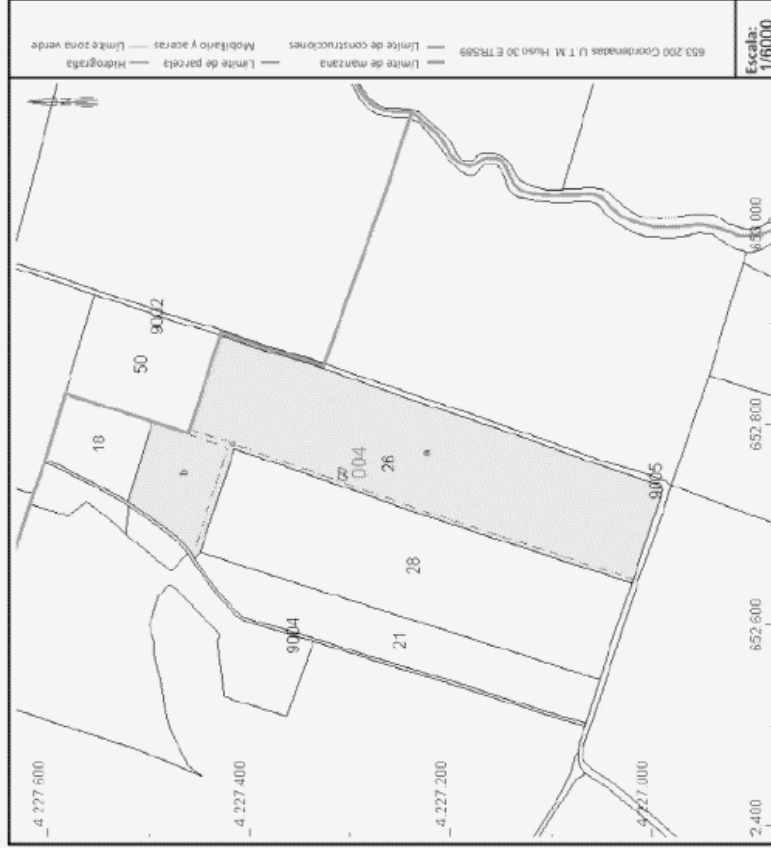 Límite de manzana
Límite de parcela
Hidrografía
Límite de construcciones
Mobiliario y aceras
Límite zona verde
653.200 Coordenadas U.T.M. Huso 30 ETRS89
Escala:
1/6000
N
4.227.600
4.227.400
4.227.200
4.227.000
653.000
652.800
652.600
2.400
9002
50
18
b
004
26
a
9005
28
21
9004